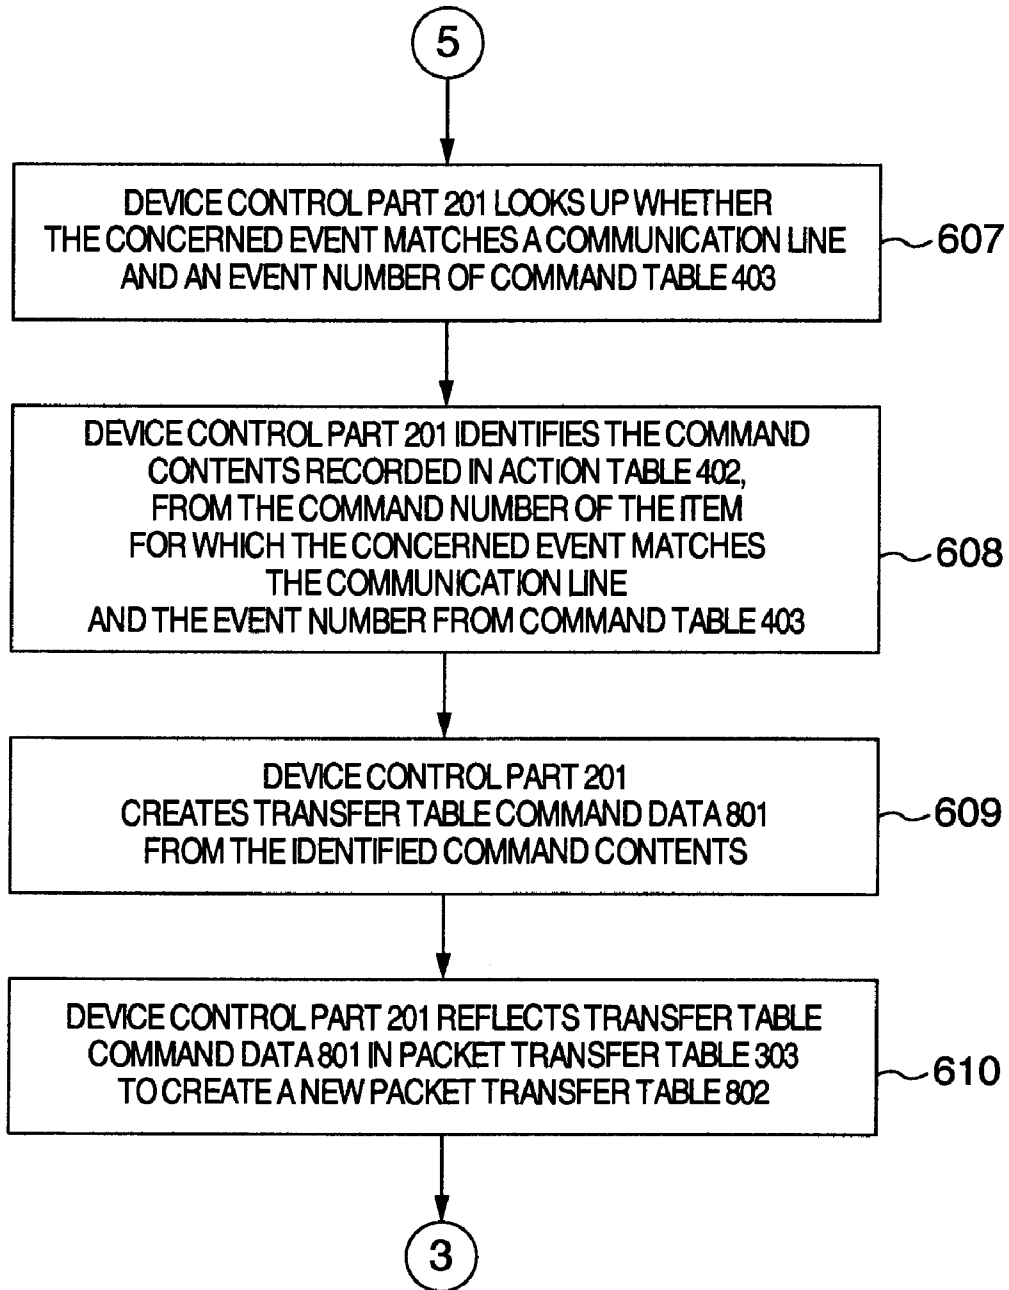 5
DEVICE CONTROL PART 201 LOOKS UP WHETHER
THE CONCERNED EVENT MATCHES A COMMUNICATION LINE
AND AN EVENT NUMBER OF COMMAND TABLE 403
607
DEVICE CONTROL PART 201 IDENTIFIES THE COMMAND
CONTENTS RECORDED IN ACTION TABLE 402,
FROM THE COMMAND NUMBER OF THE ITEM
FOR WHICH THE CONCERNED EVENT MATCHES
THE COMMUNICATION LINE
AND THE EVENT NUMBER FROM COMMAND TABLE 403
608
DEVICE CONTROL PART 201
CREATES TRANSFER TABLE COMMAND DATA 801
FROM THE IDENTIFIED COMMAND CONTENTS
609
DEVICE CONTROL PART 201 REFLECTS TRANSFER TABLE
COMMAND DATA 801 IN PACKET TRANSFER TABLE 303
TO CREATE A NEW PACKET TRANSFER TABLE 802
610
3